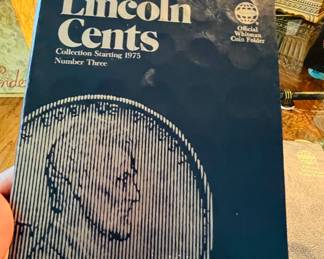 Lincoln
Cents
Collection Starting 1975
Number Three
Official
Whitman
Coin Folder